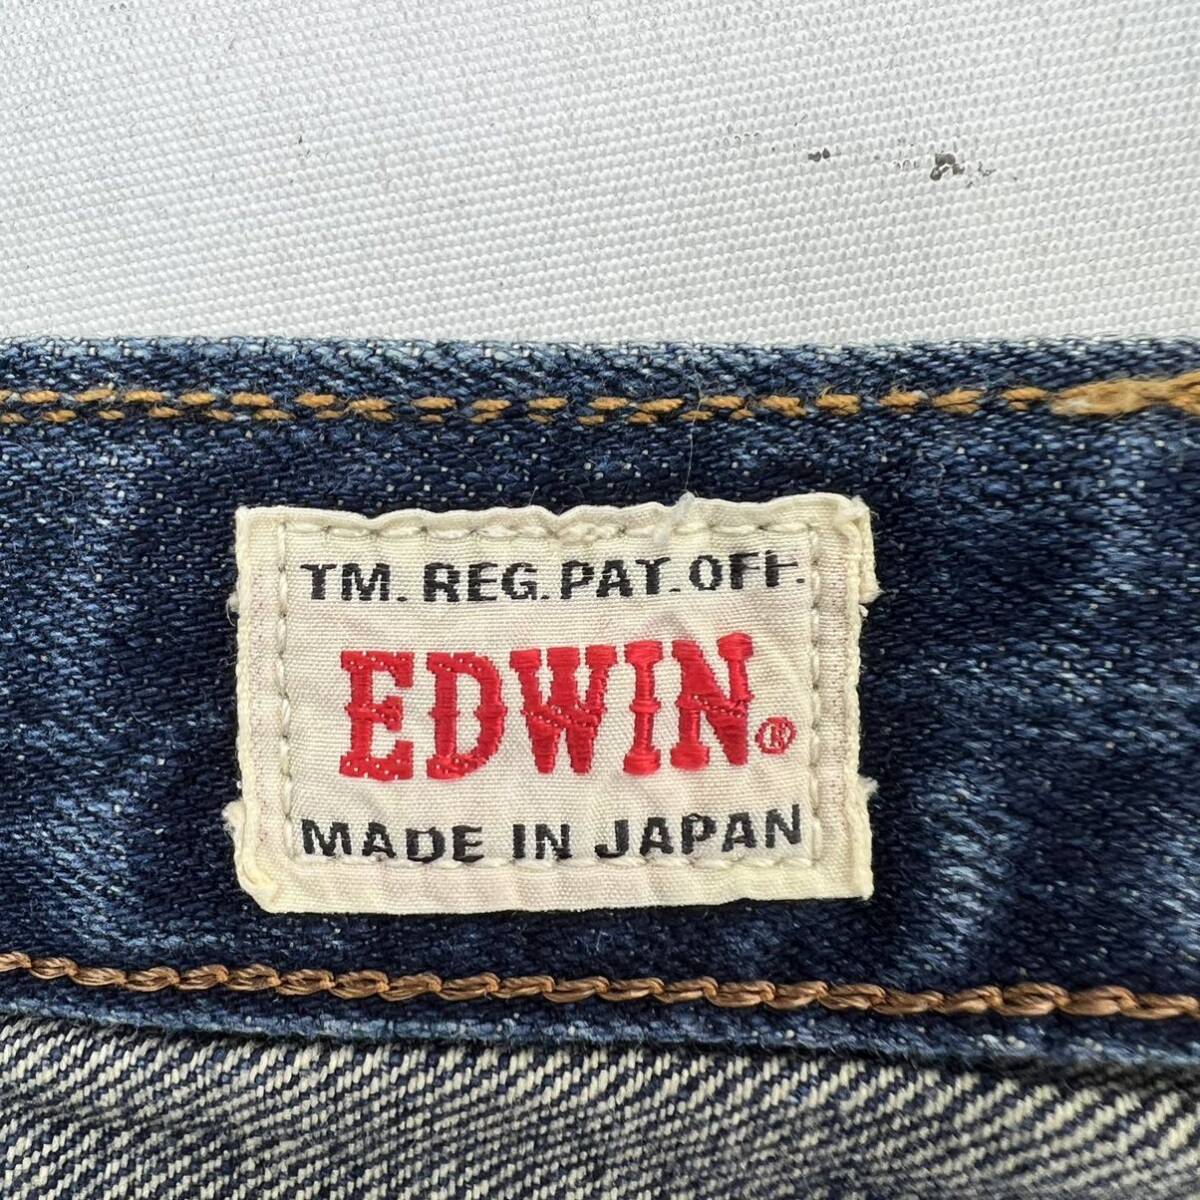 TM. REG. PAT. OFF.
EDWIN®
MADE IN JAPAN